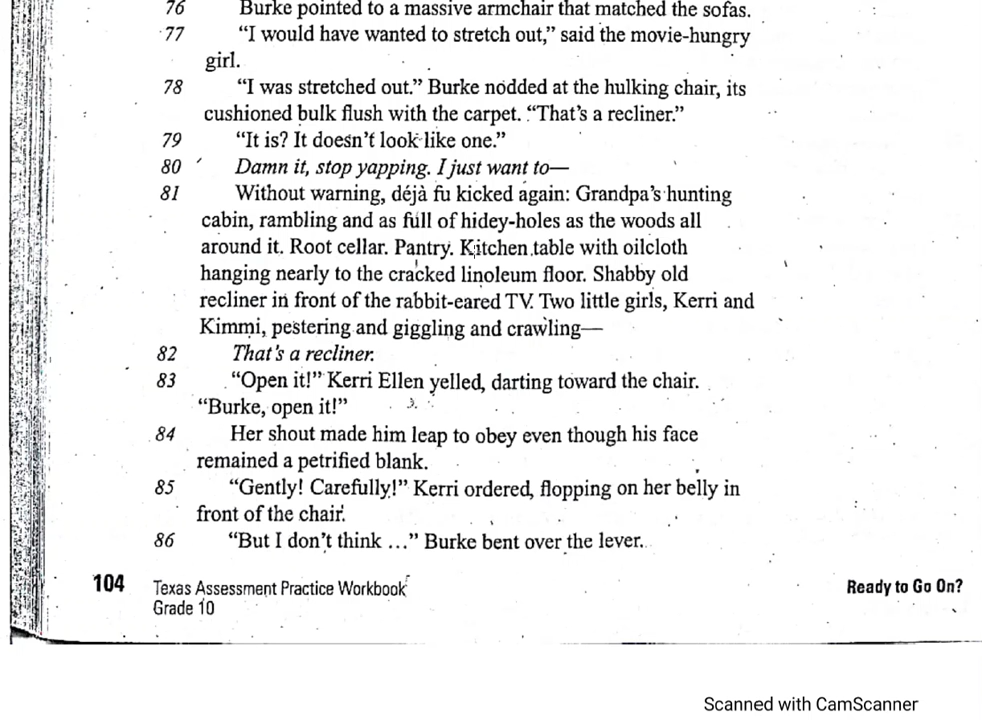 76 Burke pointed to a massive armchair that matched the sofas.
77 “I would have wanted to stretch out,” said the movie-hungry
girl.
78 “I was stretched out.” Burke nodded at the hulking chair, its
cushioned bulk flush with the carpet. “That’s a recliner.”
79 “It is? It doesn’t look like one.”
80 Damn it, stop yapping. I just want to—
81 Without warning, déjà fu kicked again: Grandpa’s hunting
cabin, rambling and as full of hidey-holes as the woods all
around it. Root cellar. Pantry. Kitchen table with oilcloth
hanging nearly to the cracked linoleum floor. Shabby old
recliner in front of the rabbit-eared TV. Two little girls, Kerri and
Kimmi, pestering and giggling and crawling—
82 That’s a recliner.
83 “Open it!” Kerri Ellen yelled, darting toward the chair.
“Burke, open it!”
84 Her shout made him leap to obey even though his face
remained a petrified blank.
85 “Gently! Carefully!” Kerri ordered, flopping on her belly in
front of the chair.
86 “But I don’t think …” Burke bent over the lever.
104 Texas Assessment Practice Workbook
Grade 10
Ready to Go On?
Scanned with CamScanner